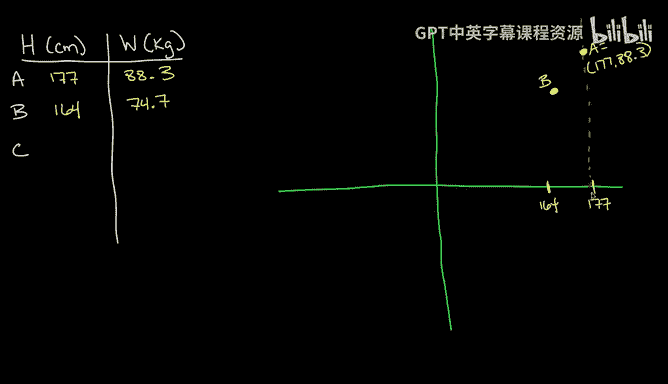 GPT中英字幕课程资源 bilibili
H (cm) W (kg)
A 177 88.3
B 164 74.7
C
A=
(177,88.3)
B
164 177